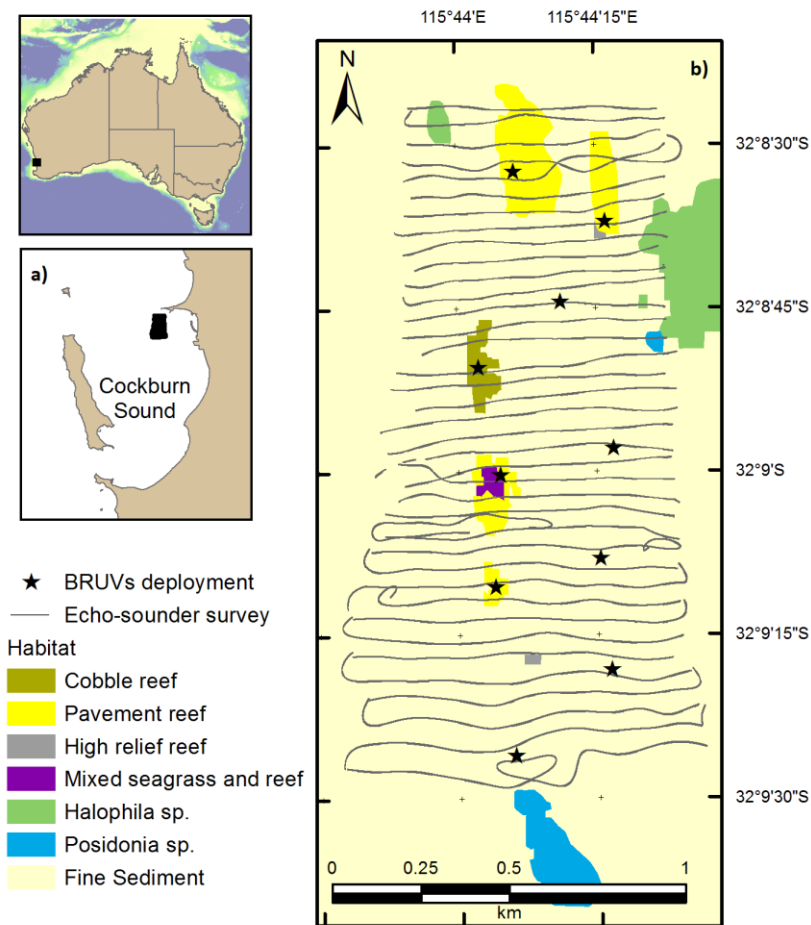 115°44'E 115°44'15"E
N
b)
32°8'30"S
a)
32°8'45"S
Cockburn
Sound
32°9'S
BRUVs deployment
Echo-sounder survey
Habitat
32°9'15"S
Cobble reef
Pavement reef
High relief reef
Mixed seagrass and reef
Halophila sp.
32°9'30"S
Posidonia sp.
Fine Sediment
0 0.25 0.5 1
km